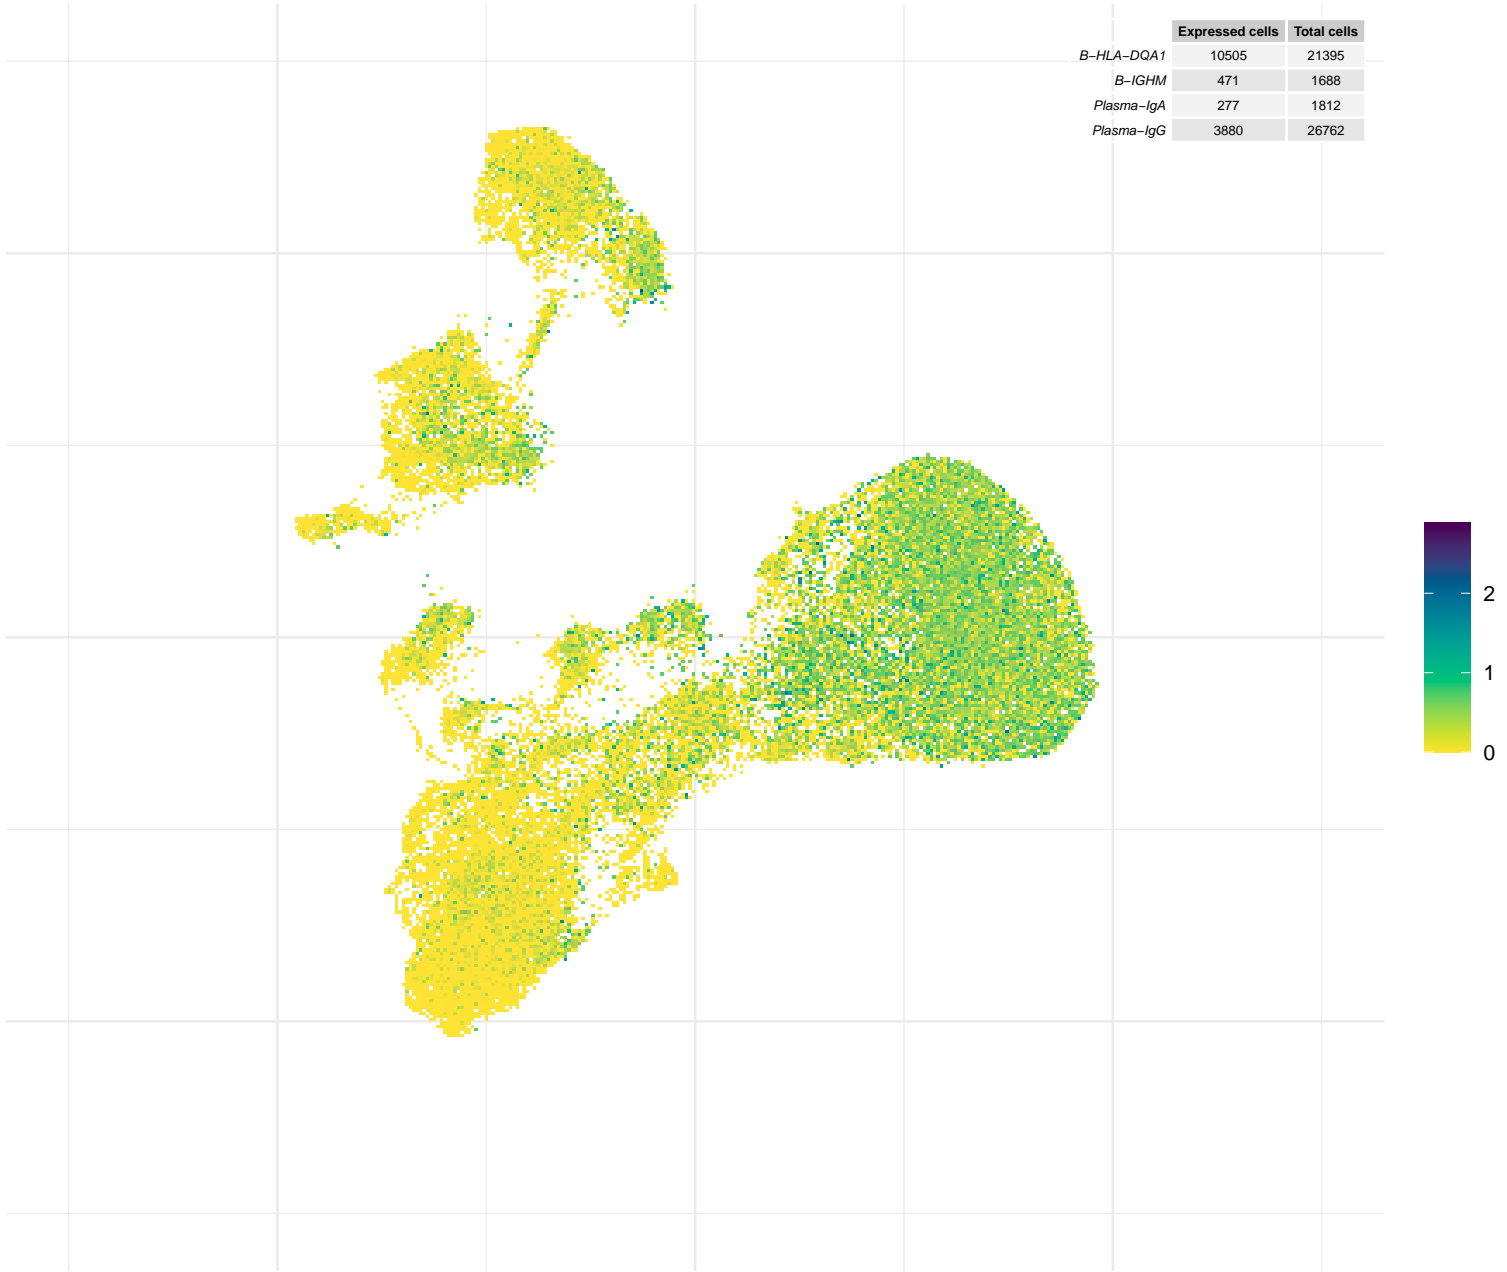 Expressed cells Total cells
B−HLA−DQA1 10505 21395
B−IGHM 471 1688
Plasma−IgA 277 1812
Plasma−IgG 3880 26762
2
1
0